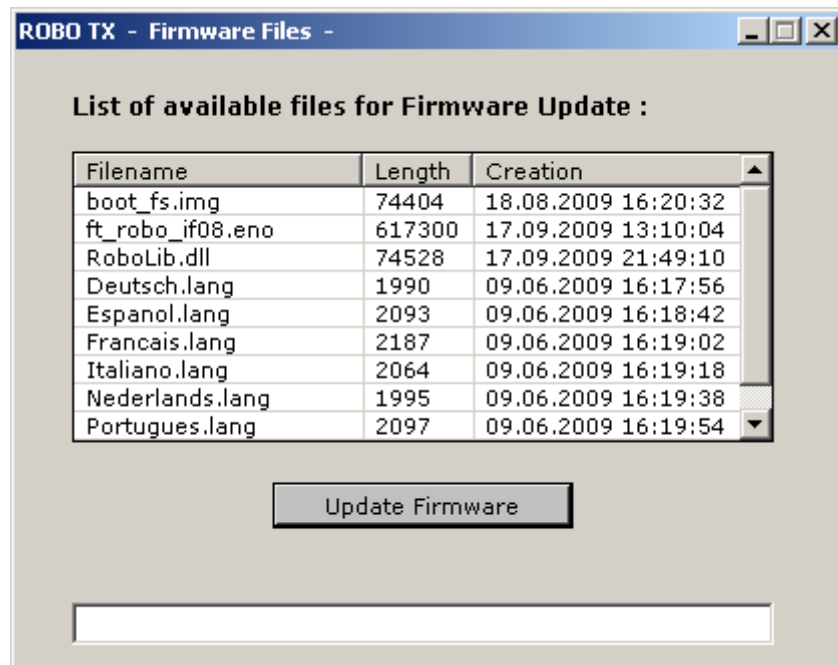 ROBO TX - Firmware Files -
List of available files for Firmware Update :
Filename Length Creation
boot_fs.img 74404 18.08.2009 16:20:32
ft_robo_if08.eno 617300 17.09.2009 13:10:04
RoboLib.dll 74528 17.09.2009 21:49:10
Deutsch.lang 1990 09.06.2009 16:17:56
Espanol.lang 2093 09.06.2009 16:18:42
Francais.lang 2187 09.06.2009 16:19:02
Italiano.lang 2064 09.06.2009 16:19:18
Nederlands.lang 1995 09.06.2009 16:19:38
Portugues.lang 2097 09.06.2009 16:19:54
Update Firmware